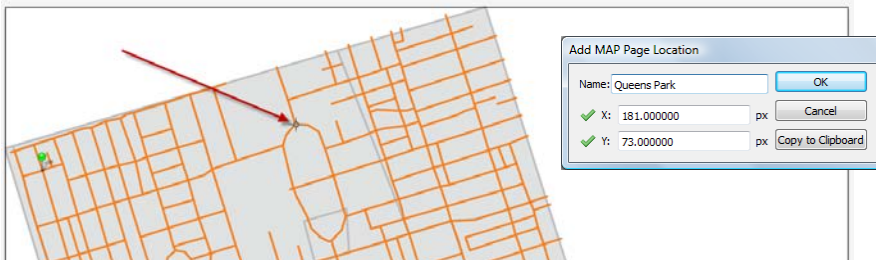 Add MAP Page Location
Name: Queens Park
OK
X: 181.000000 px
Cancel
Y: 73.000000 px
Copy to Clipboard